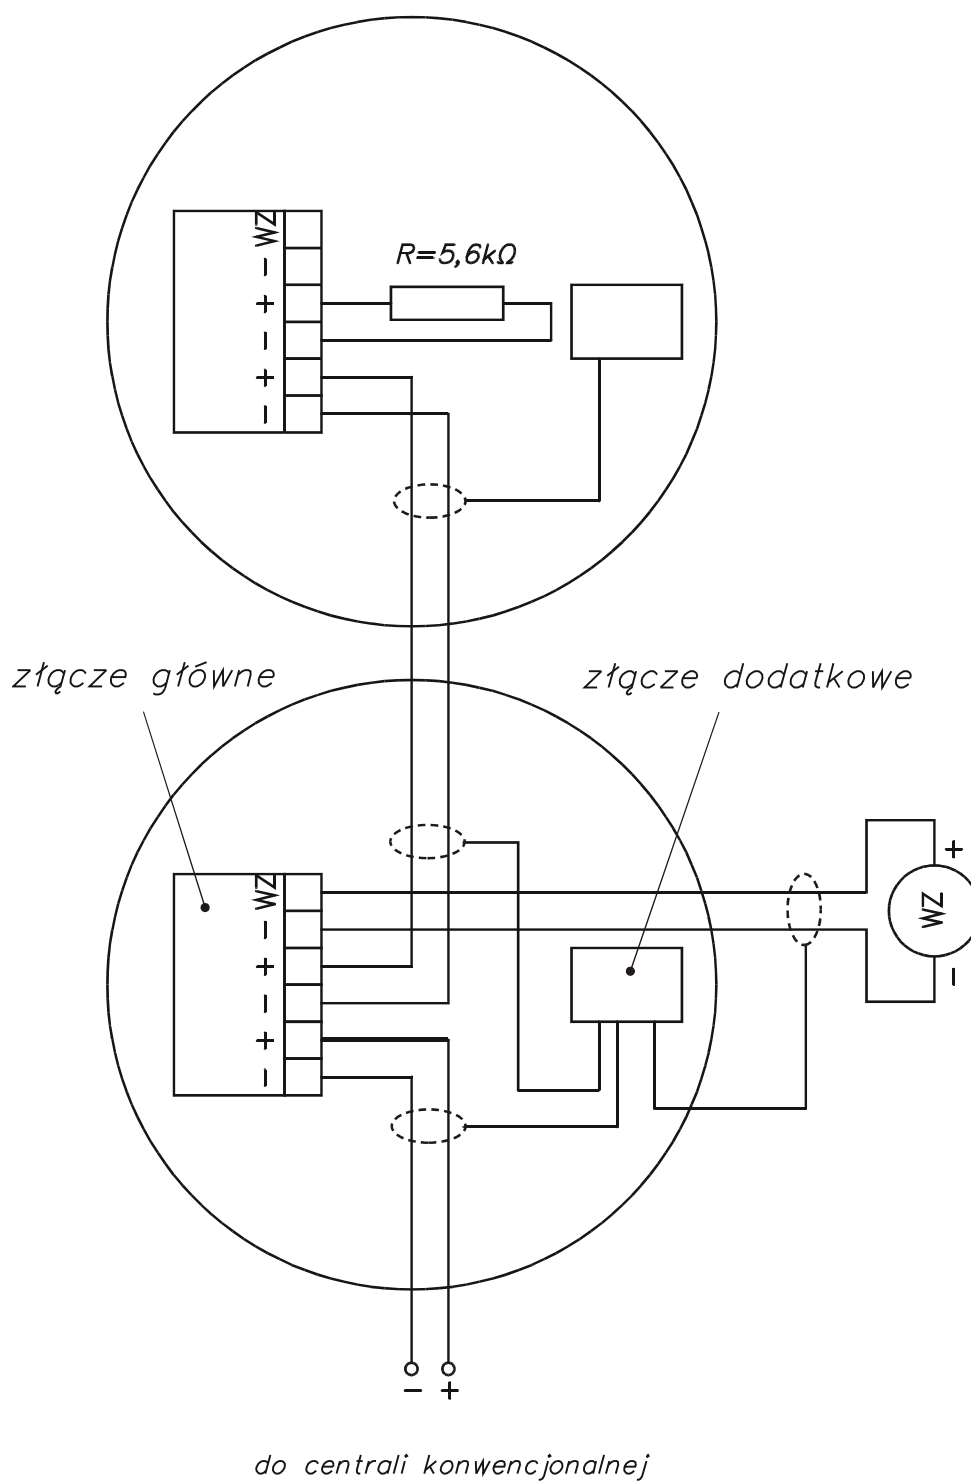 WZ
-
+
-
+
-
R=5,6kΩ
złącze główne
złącze dodatkowe
WZ
-
+
-
+
-
+
WZ
-
- +
do centrali konwencjonalnej